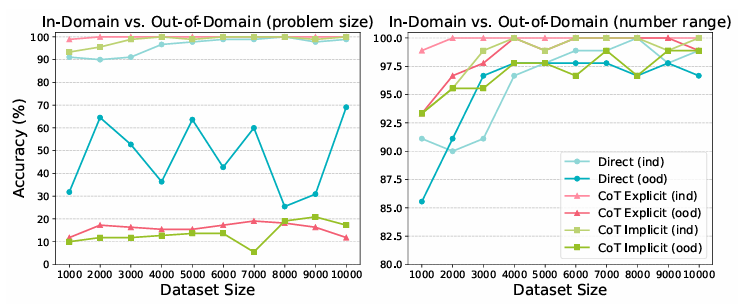 In-Domain vs. Out-of-Domain (problem size)
In-Domain vs. Out-of-Domain (number range)
Accuracy (%)
100
90
80
70
60
50
40
30
20
10
0
1000 2000 3000 4000 5000 6000 7000 8000 9000 10000
Dataset Size
100.0
97.5
95.0
92.5
90.0
87.5
85.0
82.5
80.0
Direct (ind)
Direct (ood)
CoT Explicit (ind)
CoT Explicit (ood)
CoT Implicit (ind)
CoT Implicit (ood)
1000 2000 3000 4000 5000 6000 7000 8000 9000 10000
Dataset Size